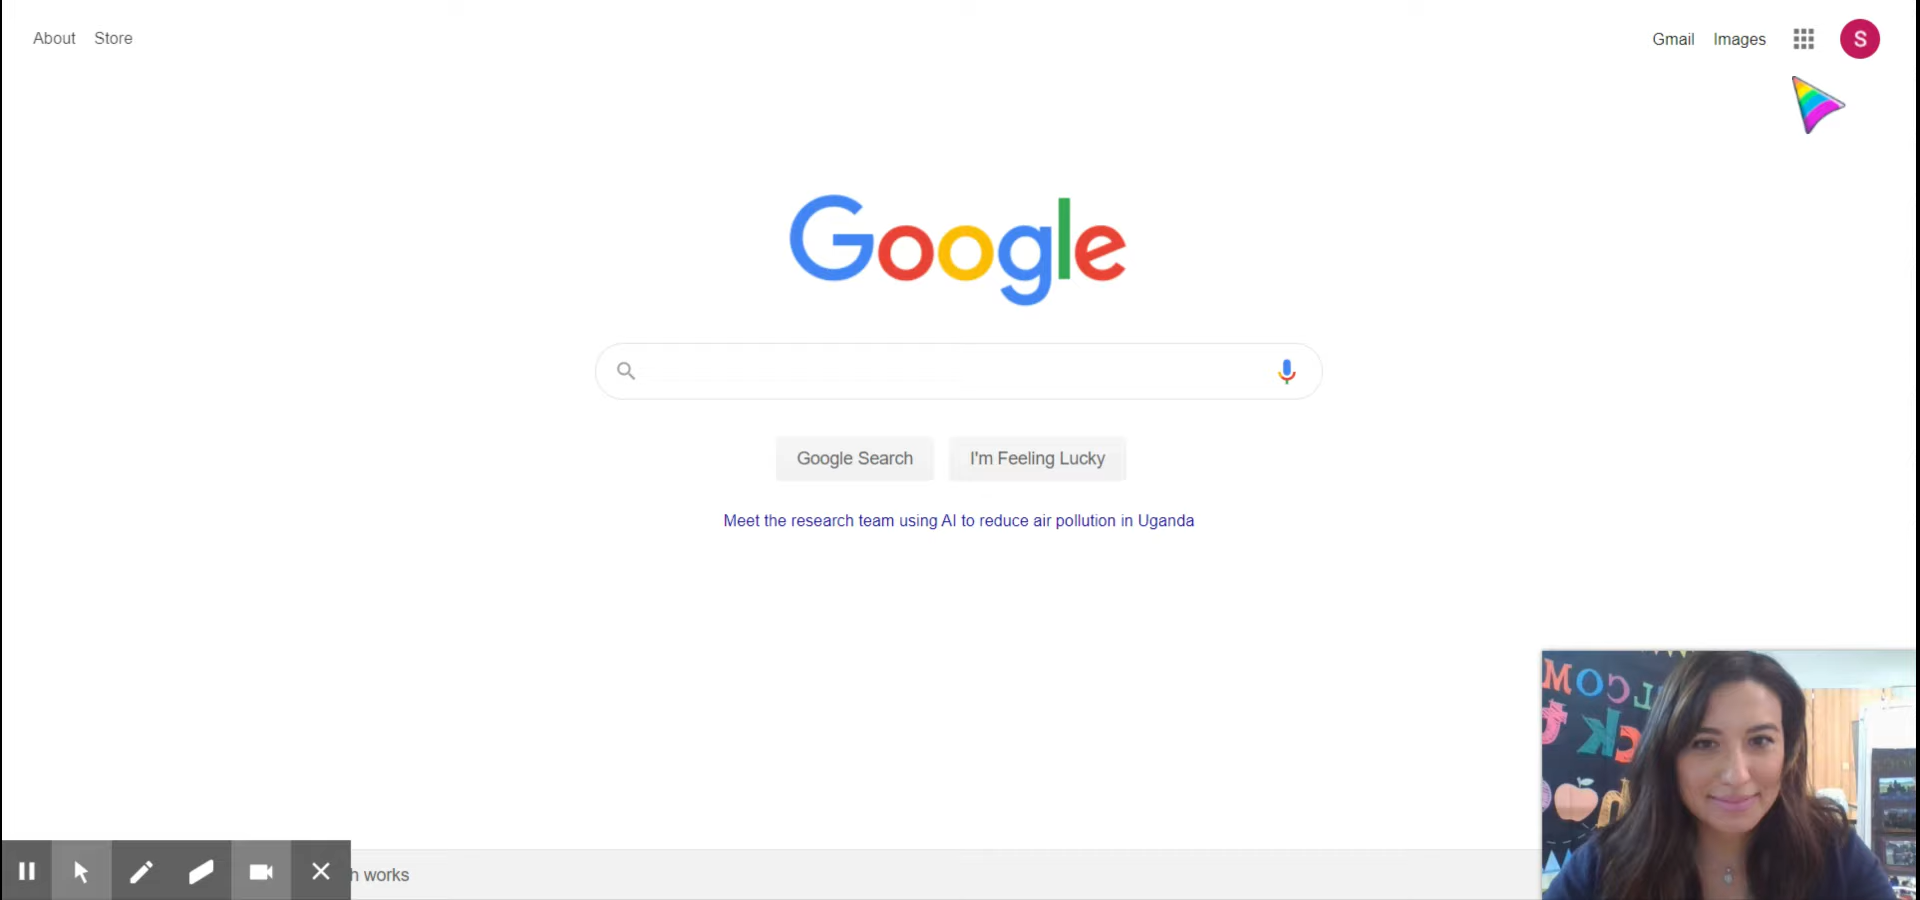 About Store
Gmail Images
S
Google
Google Search I'm Feeling Lucky
Meet the research team using AI to reduce air pollution in Uganda
h works